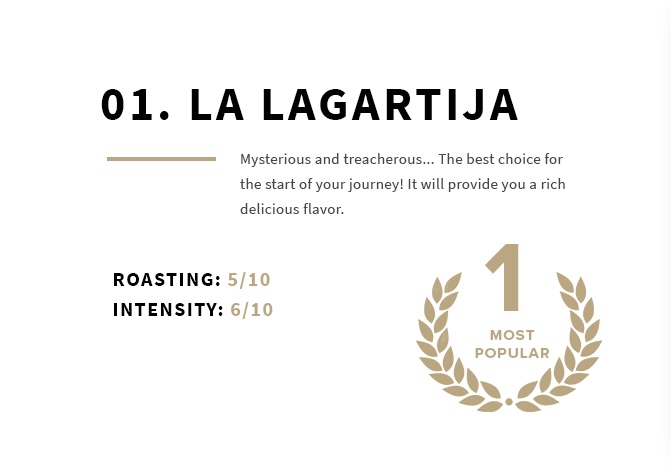 01. LA LAGARTIJA
Mysterious and treacherous... The best choice for
the start of your journey! It will provide you a rich
delicious flavor.
ROASTING: 5/10
INTENSITY: 6/10
1
MOST
POPULAR